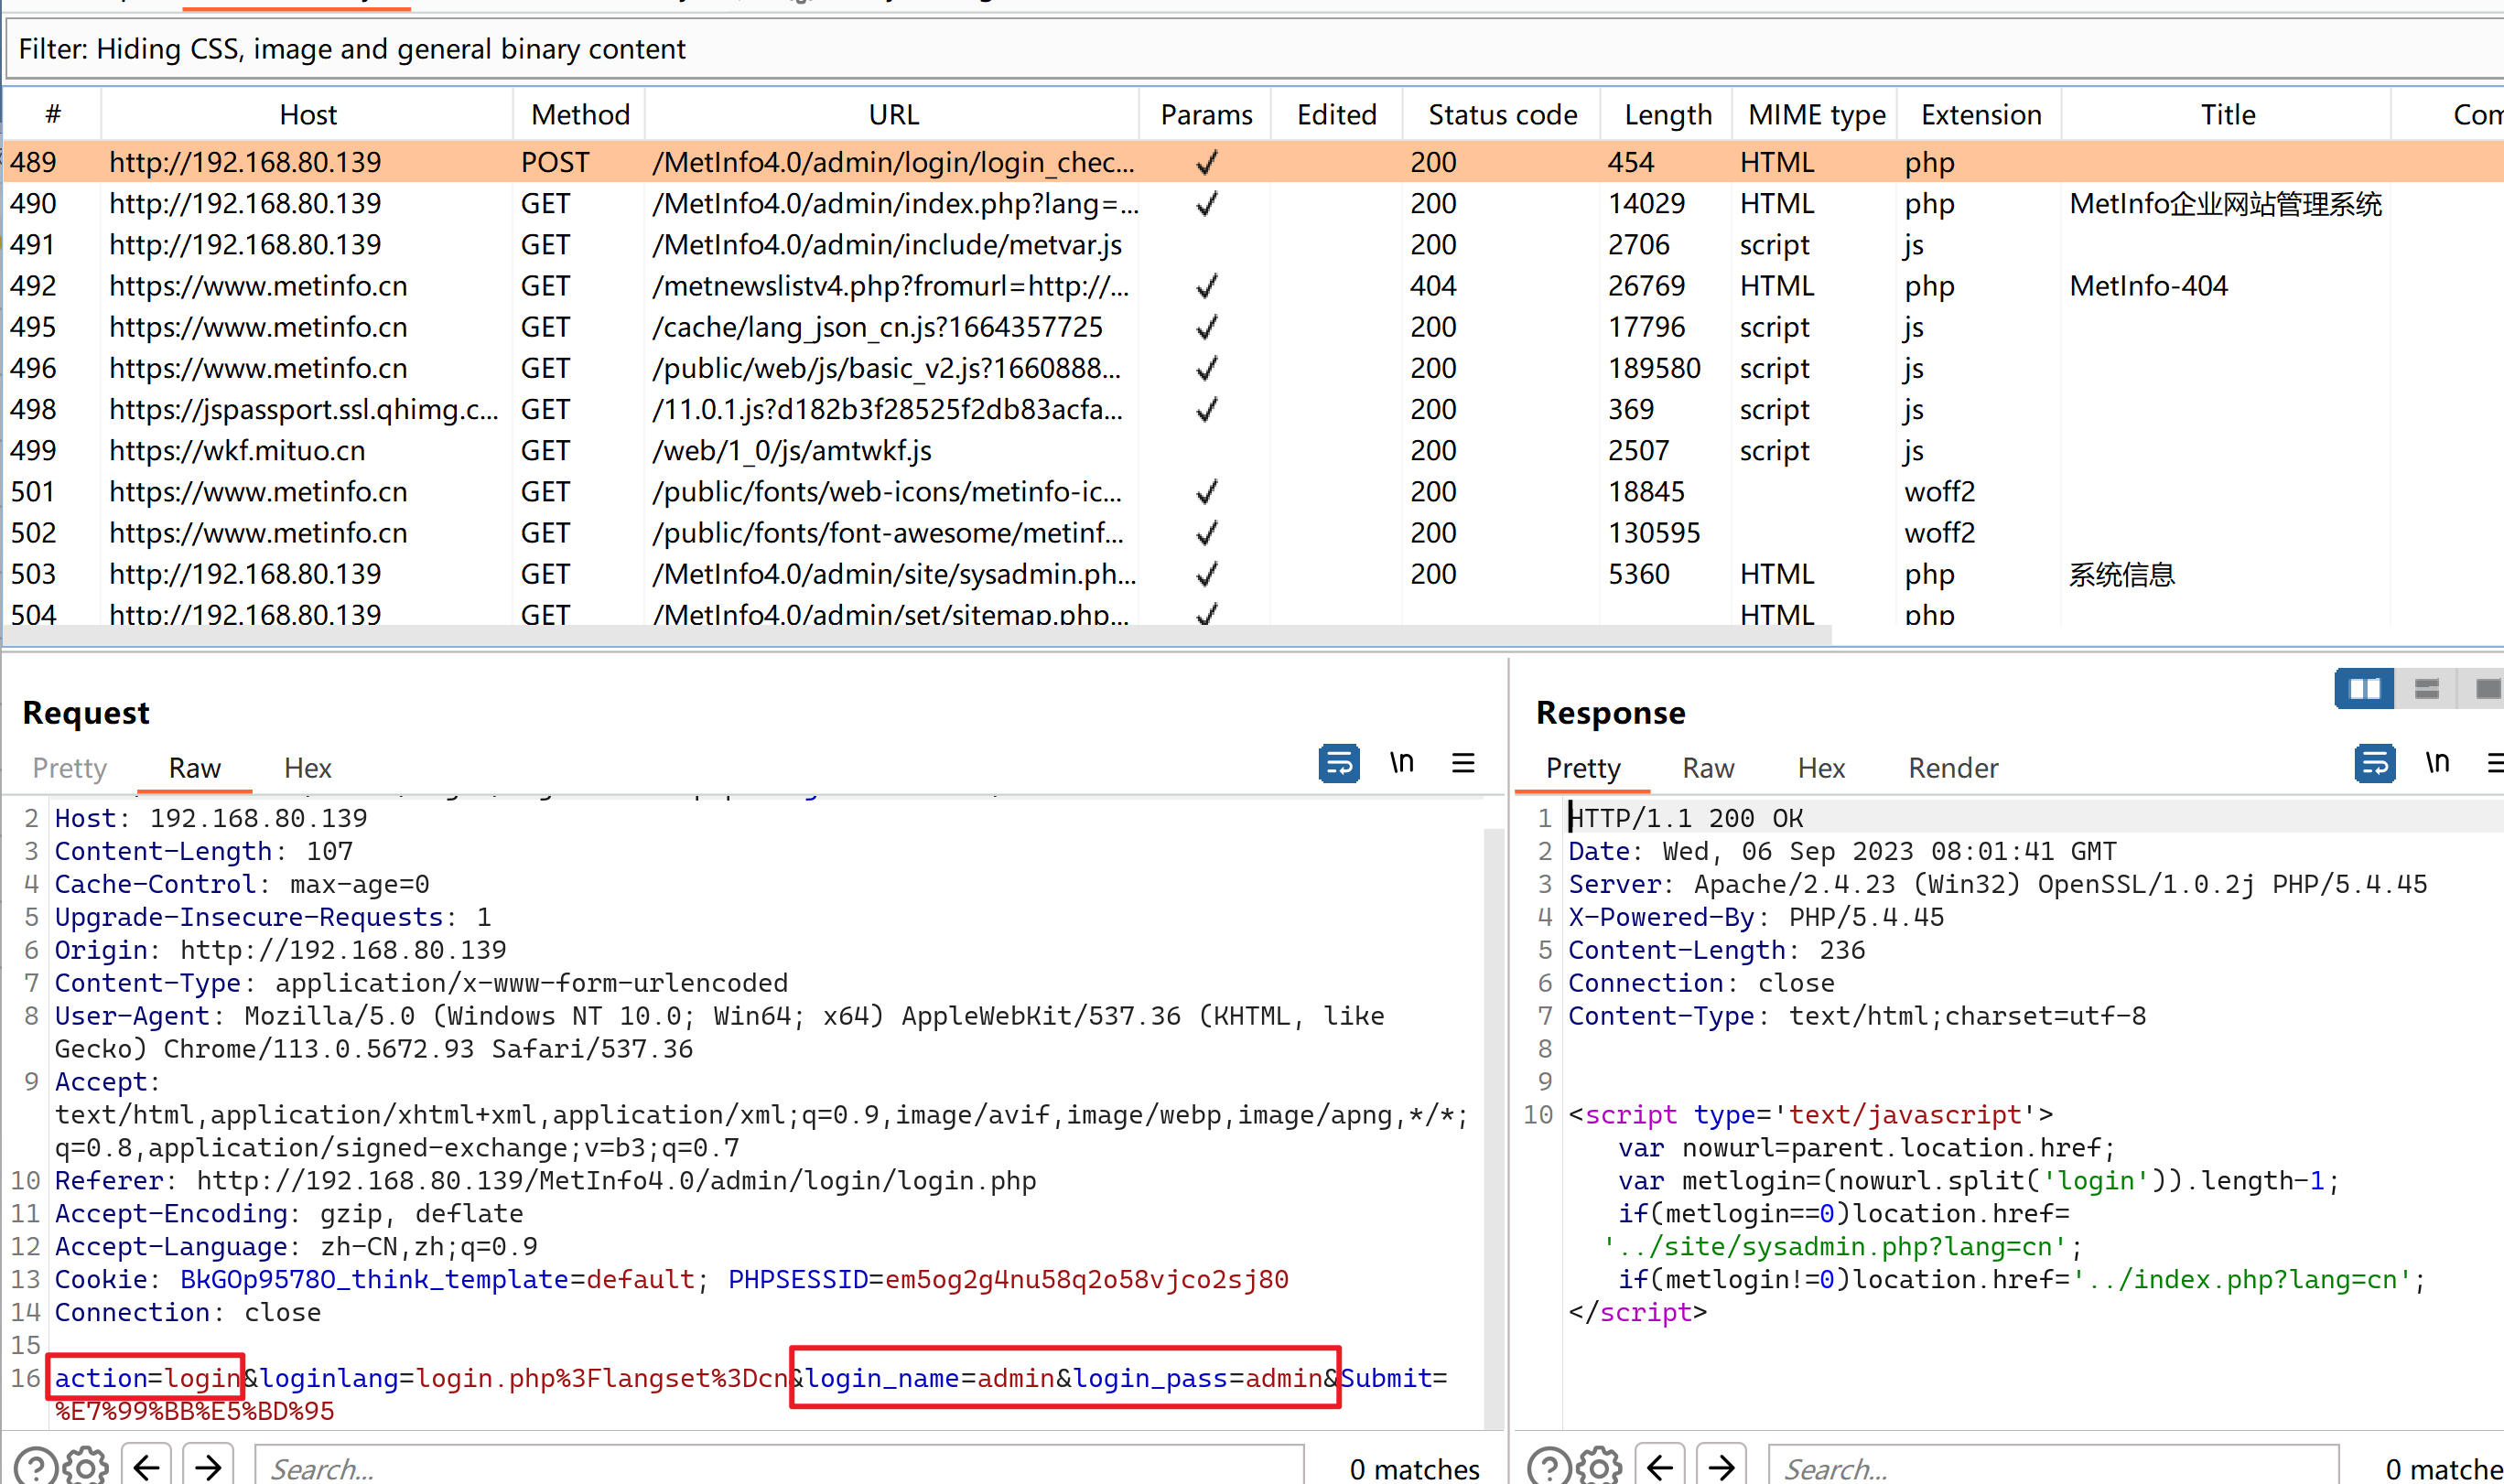 Filter: Hiding CSS, image and general binary content
# Host Method URL Params Edited Status code Length MIME type Extension Title Com
489 http://192.168.80.139 POST /MetInfo4.0/admin/login/login_chec... ✓ 200 454 HTML php
490 http://192.168.80.139 GET /MetInfo4.0/admin/index.php?lang=... ✓ 200 14029 HTML php MetInfo企业网站管理系统
491 http://192.168.80.139 GET /MetInfo4.0/admin/include/metvar.js 200 2706 script js
492 https://www.metinfo.cn GET /metnewslistv4.php?fromurl=http://... ✓ 404 26769 HTML php MetInfo-404
495 https://www.metinfo.cn GET /cache/lang_json_cn.js?1664357725 ✓ 200 17796 script js
496 https://www.metinfo.cn GET /public/web/js/basic_v2.js?1660888... ✓ 200 189580 script js
498 https://jspassport.ssl.qhimg.c... GET /11.0.1.js?d182b3f28525f2db83acfa... ✓ 200 369 script js
499 https://wkf.mituo.cn GET /web/1_0/js/amtwkf.js 200 2507 script js
501 https://www.metinfo.cn GET /public/fonts/web-icons/metinfo-ic... ✓ 200 18845 woff2
502 https://www.metinfo.cn GET /public/fonts/font-awesome/metinf... ✓ 200 130595 woff2
503 http://192.168.80.139 GET /MetInfo4.0/admin/site/sysadmin.ph... ✓ 200 5360 HTML php 系统信息
504 http://192.168.80.139 GET /MetInfo4.0/admin/set/sitemap.php... ✓ HTML php
Request
Pretty Raw Hex \n
2 Host: 192.168.80.139
3 Content-Length: 107
4 Cache-Control: max-age=0
5 Upgrade-Insecure-Requests: 1
6 Origin: http://192.168.80.139
7 Content-Type: application/x-www-form-urlencoded
8 User-Agent: Mozilla/5.0 (Windows NT 10.0; Win64; x64) AppleWebKit/537.36 (KHTML, like
Gecko) Chrome/113.0.5672.93 Safari/537.36
9 Accept:
text/html,application/xhtml+xml,application/xml;q=0.9,image/avif,image/webp,image/apng,*/*;
q=0.8,application/signed-exchange;v=b3;q=0.7
10 Referer: http://192.168.80.139/MetInfo4.0/admin/login/login.php
11 Accept-Encoding: gzip, deflate
12 Accept-Language: zh-CN,zh;q=0.9
13 Cookie: BkGOp9578O_think_template=default; PHPSESSID=em5og2g4nu58q2o58vjco2sj80
14 Connection: close
15
16 action=login&loginlang=login.php%3Flangset%3Dcn&login_name=admin&login_pass=admin&Submit=
%E7%99%BB%E5%BD%95
Search... 0 matches
Response
Pretty Raw Hex Render \n
1 HTTP/1.1 200 OK
2 Date: Wed, 06 Sep 2023 08:01:41 GMT
3 Server: Apache/2.4.23 (Win32) OpenSSL/1.0.2j PHP/5.4.45
4 X-Powered-By: PHP/5.4.45
5 Content-Length: 236
6 Connection: close
7 Content-Type: text/html;charset=utf-8
8
9
10 <script type='text/javascript'>
var nowurl=parent.location.href;
var metlogin=(nowurl.split('login')).length-1;
if(metlogin==0)location.href=
'../site/sysadmin.php?lang=cn';
if(metlogin!=0)location.href='../index.php?lang=cn';
</script>
Search... 0 matche